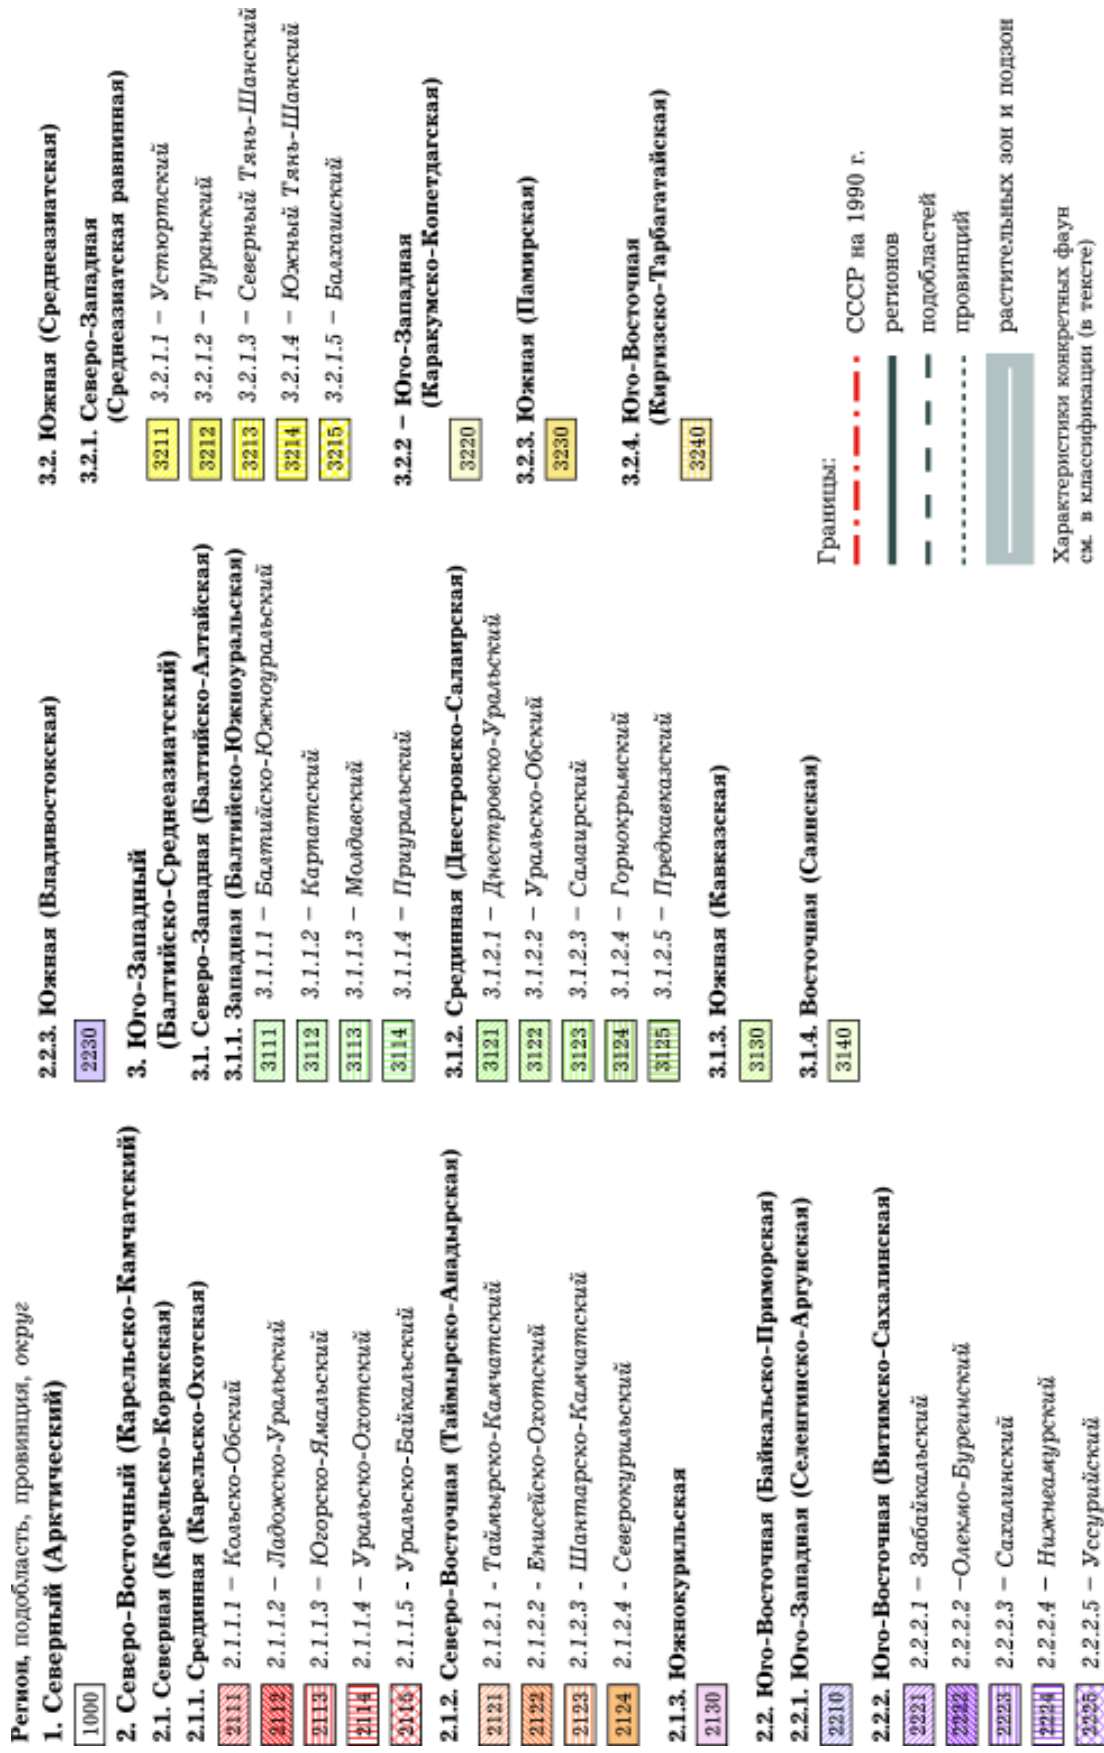 Регион, подобласть, провинция, округ
1. Северный (Арктический)
1000
2. Северо-Восточный (Карельско-Камчатский)
2.1. Северная (Карельско-Корякская)
2.1.1. Срединная (Карельско-Охотская)
2111 2.1.1.1 – Кольско-Обский
2112 2.1.1.2 – Ладожско-Уральский
2113 2.1.1.3 – Югорско-Ямальский
2114 2.1.1.4 – Уральско-Охотский
2115 2.1.1.5 - Уральско-Байкальский
2.1.2. Северо-Восточная (Таймырско-Анадырская)
2121 2.1.2.1 - Таймырско-Камчатский
2122 2.1.2.2 - Енисейско-Охотский
2123 2.1.2.3 - Шантарско-Камчатский
2124 2.1.2.4 - Северокурильский
2.1.3. Южнокурильская
2130
2.2. Юго-Восточная (Байкальско-Приморская)
2.2.1. Юго-Западная (Селенгинско-Аргунская)
2210
2.2.2. Юго-Восточная (Витимско-Сахалинская)
2221 2.2.2.1 – Забайкальский
2222 2.2.2.2 –Олекмо-Буреинский
2223 2.2.2.3 – Сахалинский
2224 2.2.2.4 – Нижнеамурский
2225 2.2.2.5 – Уссурийский
2.2.3. Южная (Владивостокская)
2230
3. Юго-Западный
(Балтийско-Среднеазиатский)
3.1. Северо-Западная (Балтийско-Алтайская)
3.1.1. Западная (Балтийско-Южноуральская)
3111 3.1.1.1 – Балтийско-Южноуральский
3112 3.1.1.2 – Карпатский
3113 3.1.1.3 – Молдавский
3114 3.1.1.4 – Приуральский
3.1.2. Срединная (Днестровско-Салаирская)
3121 3.1.2.1 – Днестровско-Уральский
3122 3.1.2.2 – Уральско-Обский
3123 3.1.2.3 – Салаирский
3124 3.1.2.4 – Горнокрымский
3125 3.1.2.5 – Предкавказский
3.1.3. Южная (Кавказская)
3130
3.1.4. Восточная (Саянская)
3140
3.2. Южная (Среднеазиатская)
3.2.1. Северо-Западная
(Среднеазиатская равнинная)
3211 3.2.1.1 – Устюртский
3212 3.2.1.2 – Туранский
3213 3.2.1.3 – Северный Тянь-Шанский
3214 3.2.1.4 – Южный Тянь-Шанский
3215 3.2.1.5 – Балхашский
3.2.2 – Юго-Западная
(Каракумско-Копетдагская)
3220
3.2.3. Южная (Памирская)
3230
3.2.4. Юго-Восточная
(Киргизско-Тарбагатайская)
3240
Границы:
СССР на 1990 г.
регионов
подобластей
провинций
растительных зон и подзон
Характеристики конкретных фаун
см. в классификации (в тексте)